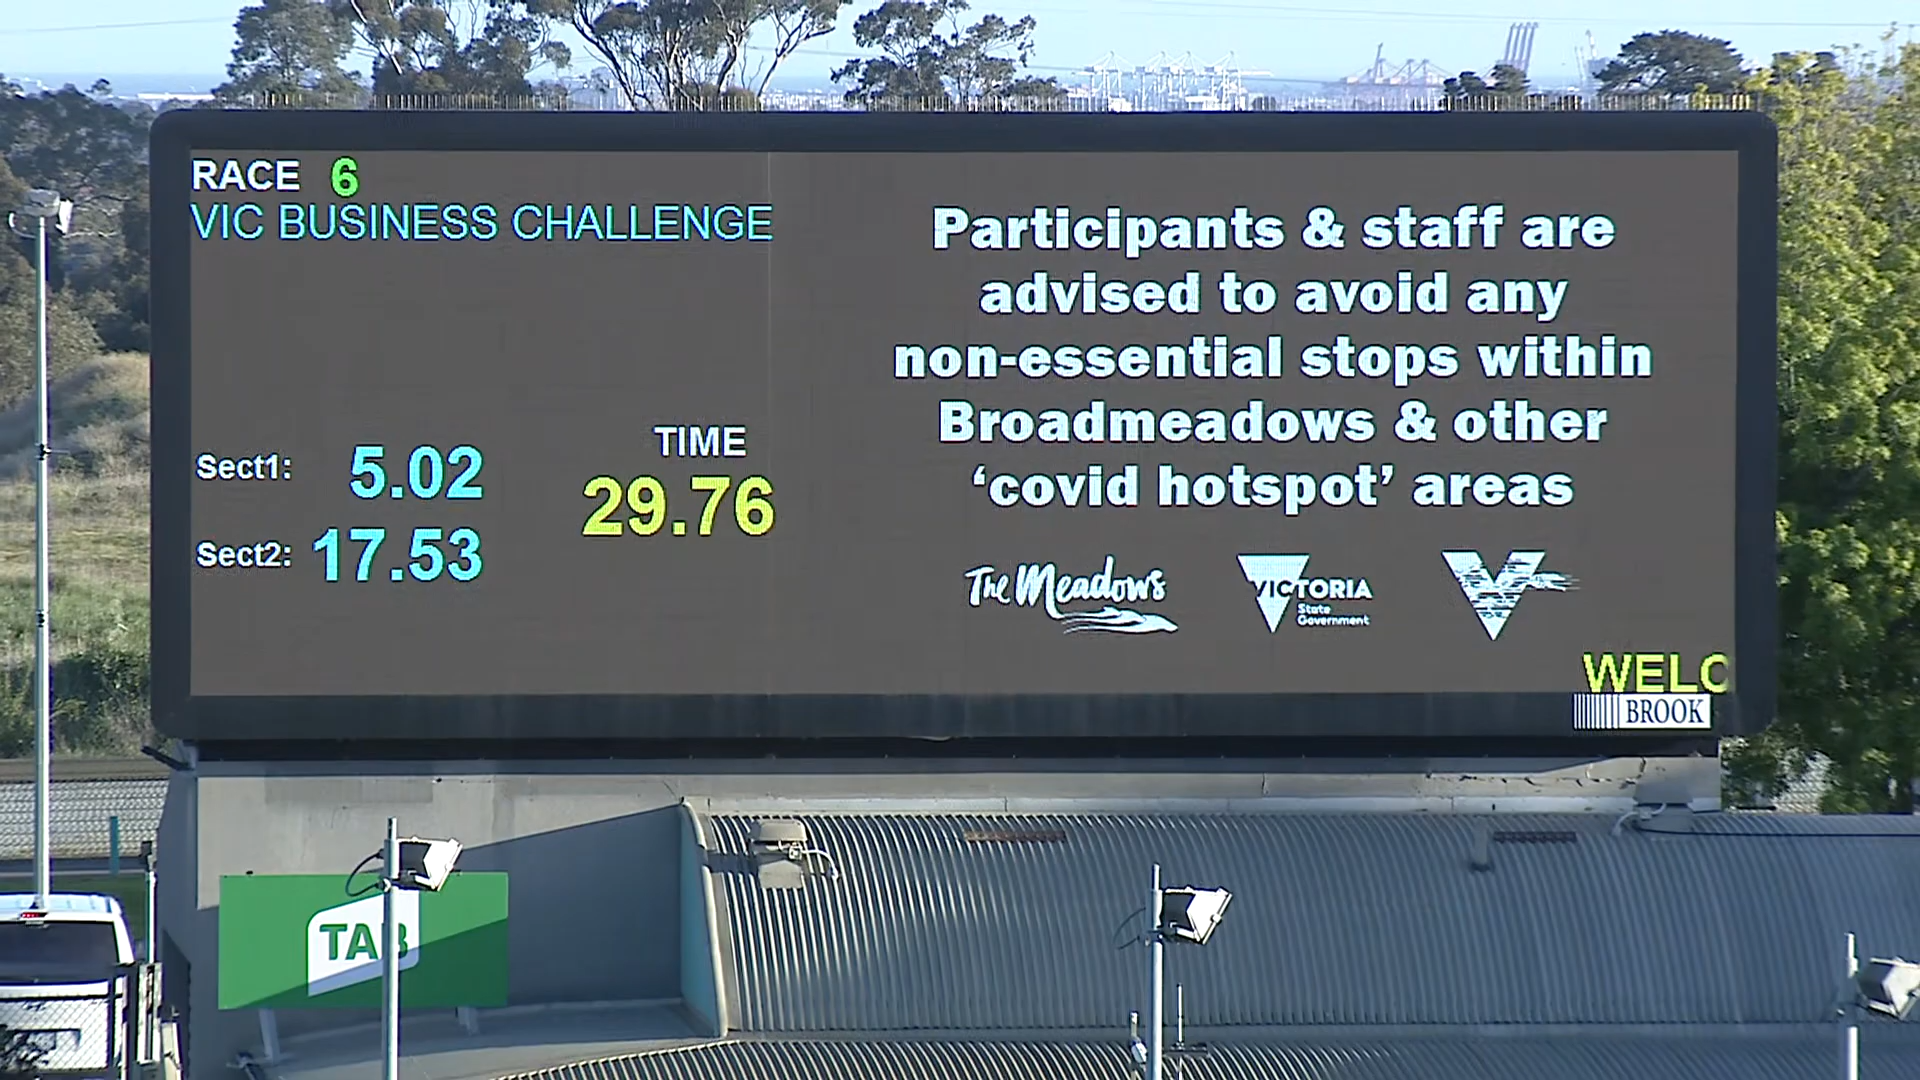 RACE 6
VIC BUSINESS CHALLENGE
Sect1: 5.02
Sect2: 17.53
TIME
29.76
Participants & staff are
advised to avoid any
non-essential stops within
Broadmeadows & other
‘covid hotspot’ areas
The Meadows
VICTORIA
State
Government
V
WELC
BROOK
TAB